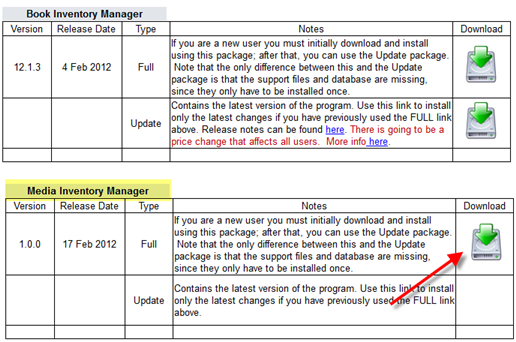 Book Inventory Manager
Version Release Date Type Notes Download
If you are a new user you must initially download and install
using this package; after that, you can use the Update package.
12.1.3 4 Feb 2012 Full Note that the only difference between this and the Update
package is that the support files and database are missing,
since they only have to be installed once.
Contains the latest version of the program. Use this link to install
only the latest changes if you have previously used the FULL link
Update above. Release notes can be found here. There is going to be a
price change that affects all users. More info here.
Media Inventory Manager
Version Release Date Type Notes Download
If you are a new user you must initially download and install
using this package; after that, you can use the Update package.
1.0.0 17 Feb 2012 Full Note that the only difference between this and the Update
package is that the support files and database are missing,
since they only have to be installed once.
Contains the latest version of the program. Use this link to install
Update only the latest changes if you have previously used the FULL link
above.